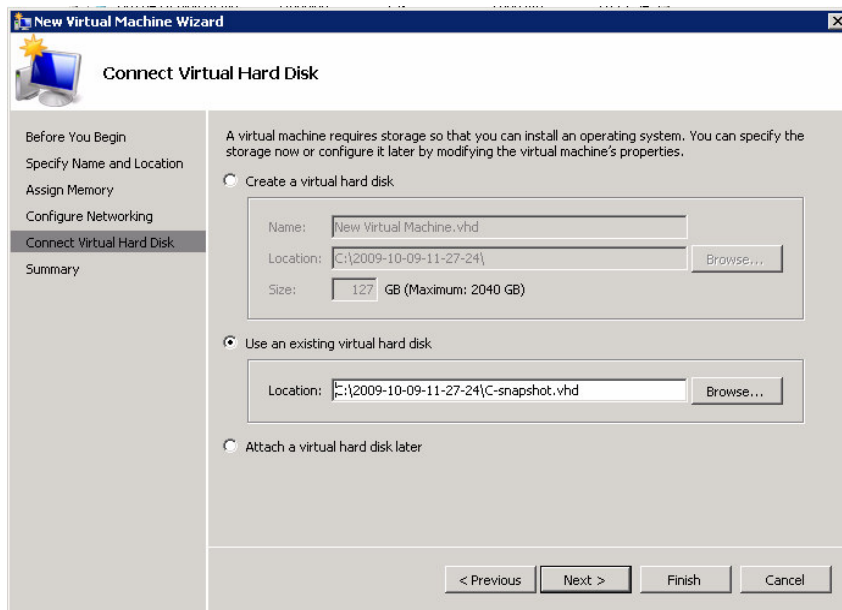 New Virtual Machine Wizard
Connect Virtual Hard Disk
Before You Begin
Specify Name and Location
Assign Memory
Configure Networking
Connect Virtual Hard Disk
Summary
A virtual machine requires storage so that you can install an operating system. You can specify the
storage now or configure it later by modifying the virtual machine's properties.
Create a virtual hard disk
Name: New Virtual Machine.vhd
Location: C:\2009-10-09-11-27-24\ Browse...
Size: 127 GB (Maximum: 2040 GB)
Use an existing virtual hard disk
Location: C:\2009-10-09-11-27-24\C-snapshot.vhd Browse...
Attach a virtual hard disk later
< Previous Next > Finish Cancel